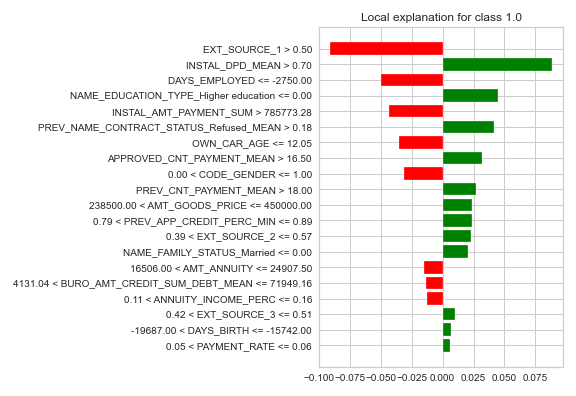 Local explanation for class 1.0
EXT_SOURCE_1 > 0.50
INSTAL_DPD_MEAN > 0.70
DAYS_EMPLOYED <= -2750.00
NAME_EDUCATION_TYPE_Higher education <= 0.00
INSTAL_AMT_PAYMENT_SUM > 785773.28
PREV_NAME_CONTRACT_STATUS_Refused_MEAN > 0.18
OWN_CAR_AGE <= 12.05
APPROVED_CNT_PAYMENT_MEAN > 16.50
0.00 < CODE_GENDER <= 1.00
PREV_CNT_PAYMENT_MEAN > 18.00
238500.00 < AMT_GOODS_PRICE <= 450000.00
0.79 < PREV_APP_CREDIT_PERC_MIN <= 0.89
0.39 < EXT_SOURCE_2 <= 0.57
NAME_FAMILY_STATUS_Married <= 0.00
16506.00 < AMT_ANNUITY <= 24907.50
4131.04 < BURO_AMT_CREDIT_SUM_DEBT_MEAN <= 71949.16
0.11 < ANNUITY_INCOME_PERC <= 0.16
0.42 < EXT_SOURCE_3 <= 0.51
-19687.00 < DAYS_BIRTH <= -15742.00
0.05 < PAYMENT_RATE <= 0.06
−0.100 −0.075 −0.050 −0.025 0.000 0.025 0.050 0.075